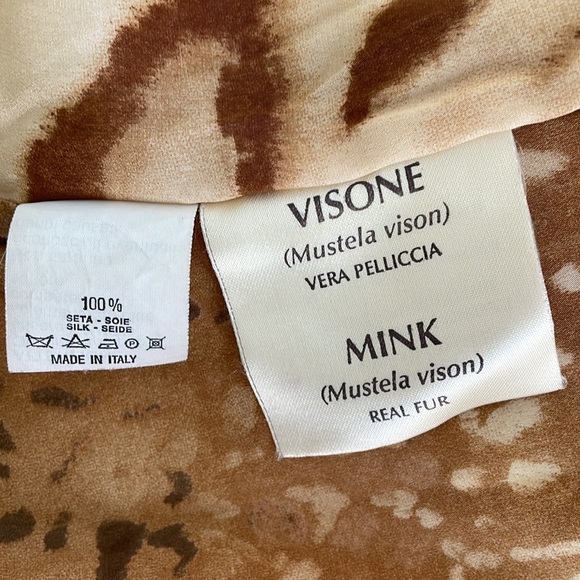 100%
SETA - SOIE
SILK - SEIDE
P
MADE IN ITALY
VISONE
(Mustela vison)
VERA PELLICCIA
MINK
(Mustela vison)
REAL FUR